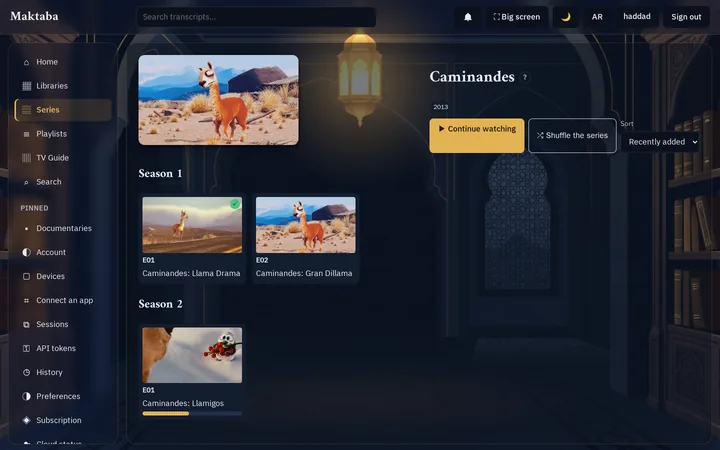 Maktaba
Search transcripts...
Big screen
AR
haddad
Sign out
Home
Libraries
Series
Playlists
TV Guide
Search
PINNED
Documentaries
Account
Devices
Connect an app
Sessions
API tokens
History
Preferences
Subscription
Cloud status
Caminandes
?
2013
Continue watching
Shuffle the series
Sort
Recently added
Season 1
E01
Caminandes: Llama Drama
E02
Caminandes: Gran Dillama
Season 2
E01
Caminandes: Llamigos